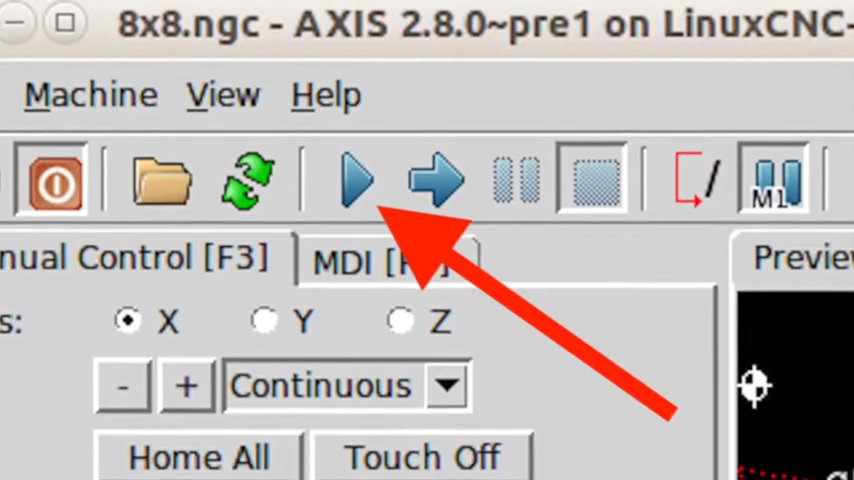 8x8.ngc - AXIS 2.8.0~pre1 on LinuxCNC-
Machine View Help
M1
nual Control [F3] MDI [F
Preview
s: X Y Z
- + Continuous
Home All Touch Off